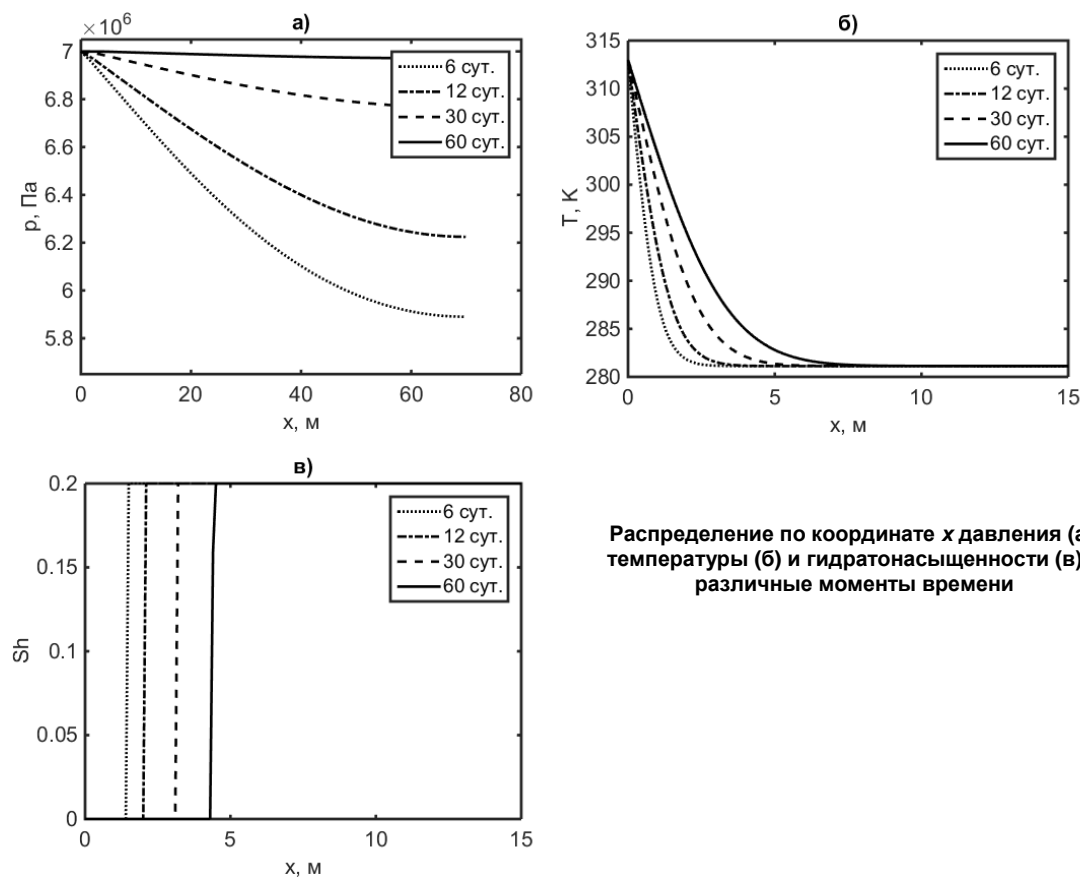 а)
×10⁶
7
6.8
6.6
6.4
6.2
6
5.8
р, Па
0 20 40 60 80
х, м
6 сут.
12 сут.
30 сут.
60 сут.
б)
315
310
305
300
295
290
285
280
Т, К
0 5 10 15
х, м
6 сут.
12 сут.
30 сут.
60 сут.
в)
0.2
0.15
0.1
0.05
0
Sh
0 5 10 15
х, м
6 сут.
12 сут.
30 сут.
60 сут.
Распределение по координате x давления (а
температуры (б) и гидратонасыщенности (в)
различные моменты времени